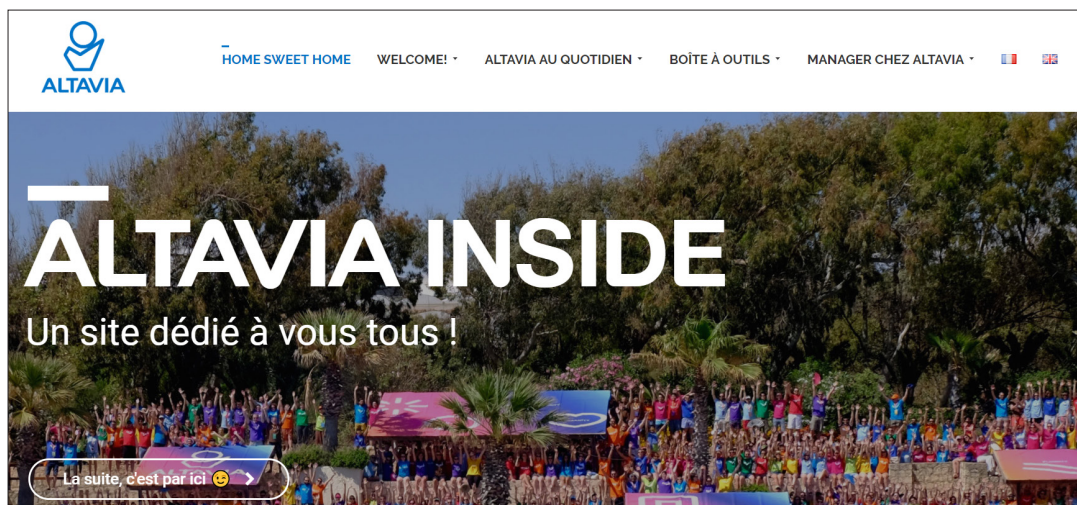 ALTAVIA
HOME SWEET HOME WELCOME! ALTAVIA AU QUOTIDIEN BOÎTE À OUTILS MANAGER CHEZ ALTAVIA
ALTAVIA INSIDE
Un site dédié à vous tous !
La suite, c'est par ici 😉